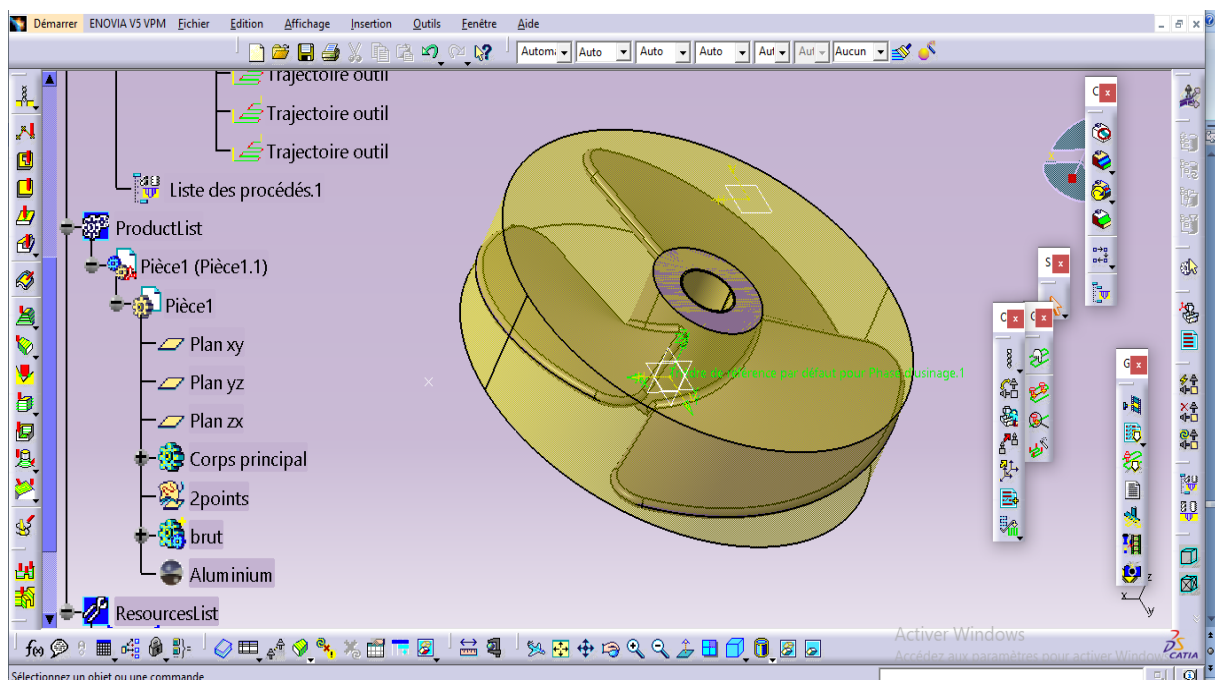 Démarrer ENOVIA V5 VPM Fichier Edition Affichage Insertion Outils Fenêtre Aide
Auto Auto Auto Aucun
Trajectoire outil
Trajectoire outil
Trajectoire outil
Liste des procédés.1
ProductList
Pièce1 (Pièce1.1)
Pièce1
Plan xy
Plan yz
Plan zx
Corps principal
2points
brut
Aluminium
ResourcesList
C
S
C
G
z
x
y
Activer Windows
Accédez aux paramètres pour activer Window
CATIA
Sélectionnez un objet ou une commande